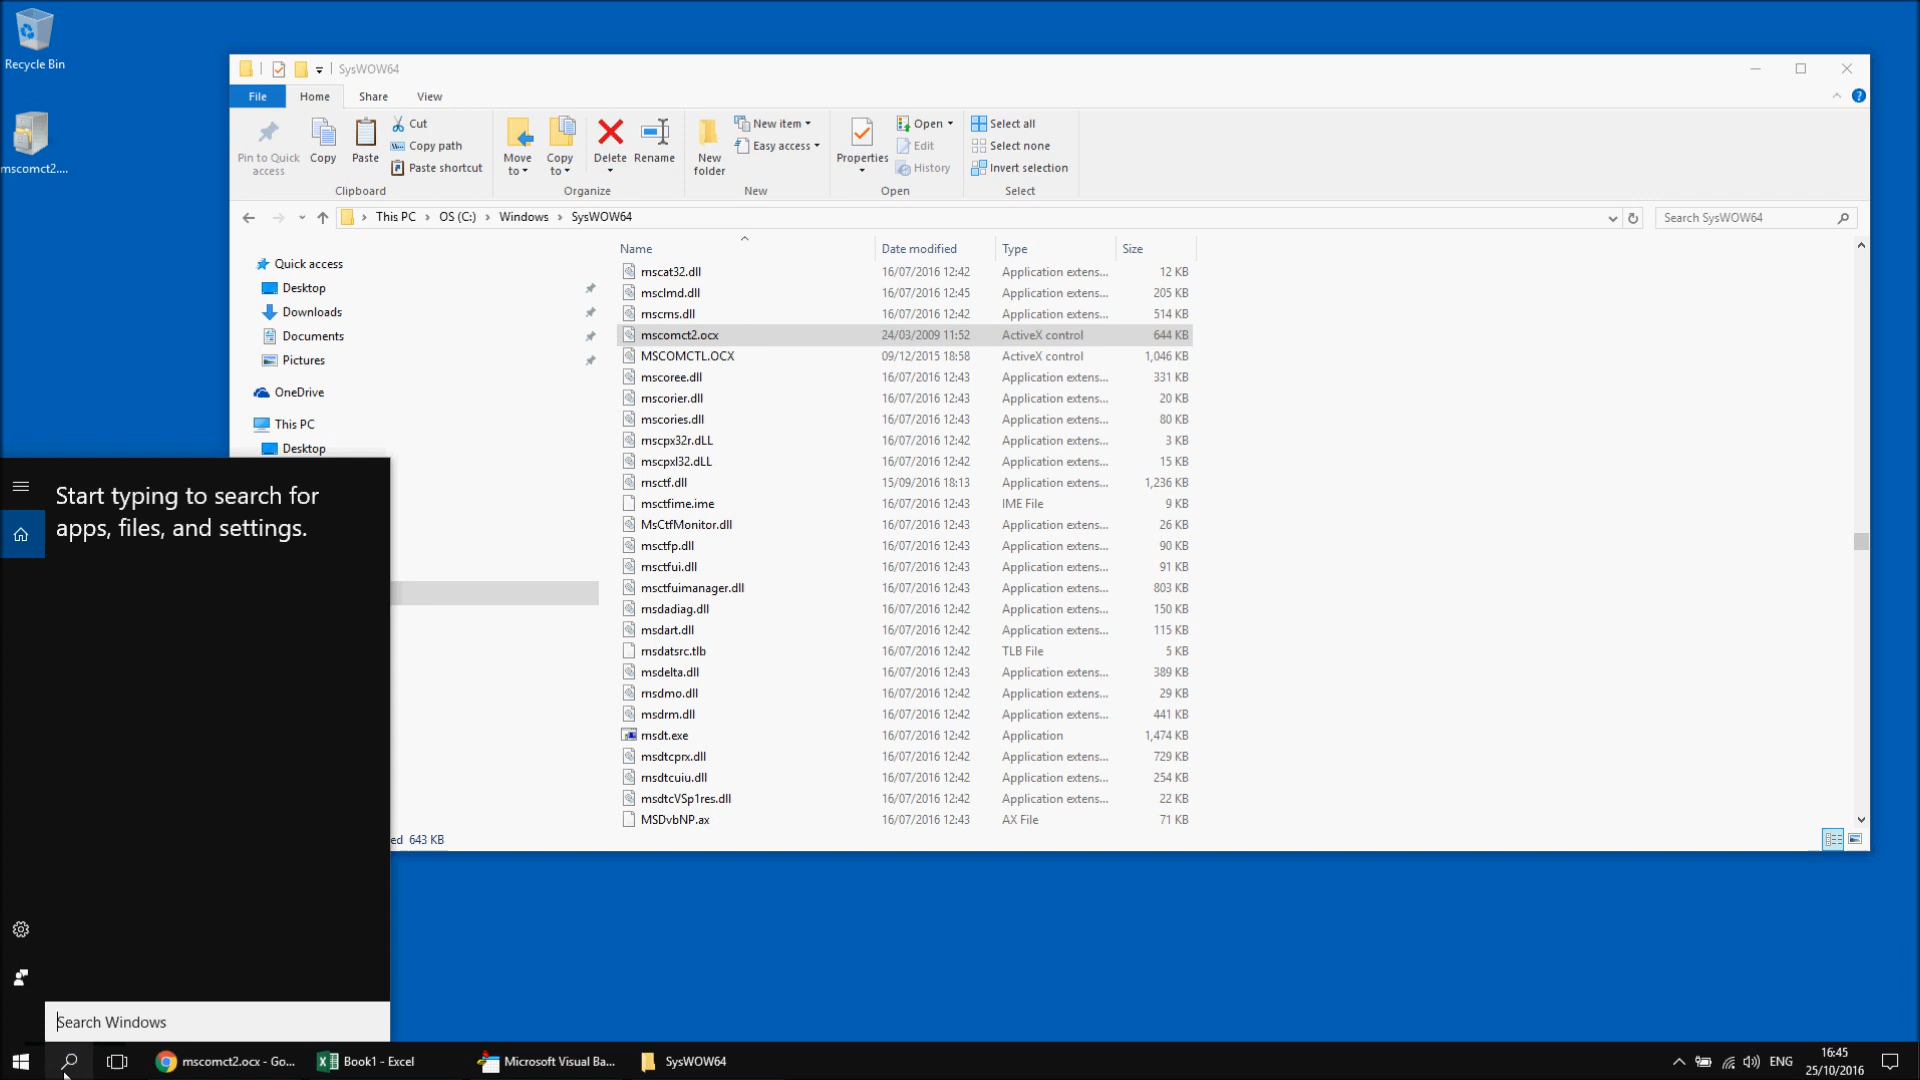 Recycle Bin
mscomct2....
SysWOW64
File
Home
Share
View
Pin to Quick access
Copy
Paste
Cut
Copy path
Paste shortcut
Clipboard
Move to
Copy to
Delete
Rename
Organize
New folder
New item
Easy access
New
Properties
Open
Edit
History
Open
Select all
Select none
Invert selection
Select
This PC
OS (C:)
Windows
SysWOW64
Search SysWOW64
Name Date modified Type Size
Quick access
Desktop
Downloads
Documents
Pictures
OneDrive
This PC
Desktop
mscat32.dll 16/07/2016 12:42 Application extens... 12 KB
msclmd.dll 16/07/2016 12:45 Application extens... 205 KB
mscms.dll 16/07/2016 12:42 Application extens... 514 KB
mscomct2.ocx 24/03/2009 11:52 ActiveX control 644 KB
MSCOMCTL.OCX 09/12/2015 18:58 ActiveX control 1,046 KB
mscoree.dll 16/07/2016 12:43 Application extens... 331 KB
mscorier.dll 16/07/2016 12:43 Application extens... 20 KB
mscories.dll 16/07/2016 12:43 Application extens... 80 KB
mscpx32r.dLL 16/07/2016 12:42 Application extens... 3 KB
mscpxl32.dLL 16/07/2016 12:42 Application extens... 15 KB
msctf.dll 15/09/2016 18:13 Application extens... 1,236 KB
msctfime.ime 16/07/2016 12:43 IME File 9 KB
MsCtfMonitor.dll 16/07/2016 12:43 Application extens... 26 KB
msctfp.dll 16/07/2016 12:43 Application extens... 90 KB
msctfui.dll 16/07/2016 12:43 Application extens... 91 KB
msctfuimanager.dll 16/07/2016 12:43 Application extens... 803 KB
msdadiag.dll 16/07/2016 12:42 Application extens... 150 KB
msdart.dll 16/07/2016 12:42 Application extens... 115 KB
msdatsrc.tlb 16/07/2016 12:43 TLB File 5 KB
msdelta.dll 16/07/2016 12:43 Application extens... 389 KB
msdmo.dll 16/07/2016 12:42 Application extens... 29 KB
msdrm.dll 16/07/2016 12:42 Application extens... 441 KB
msdt.exe 16/07/2016 12:42 Application 1,474 KB
msdtcprx.dll 16/07/2016 12:42 Application extens... 729 KB
msdtcuiu.dll 16/07/2016 12:42 Application extens... 254 KB
msdtcVSp1res.dll 16/07/2016 12:42 Application extens... 22 KB
MSDvbNP.ax 16/07/2016 12:43 AX File 71 KB
ed 643 KB
Start typing to search for
apps, files, and settings.
Search Windows
mscomct2.ocx - Go...
Book1 - Excel
Microsoft Visual Ba...
SysWOW64
ENG
16:45
25/10/2016